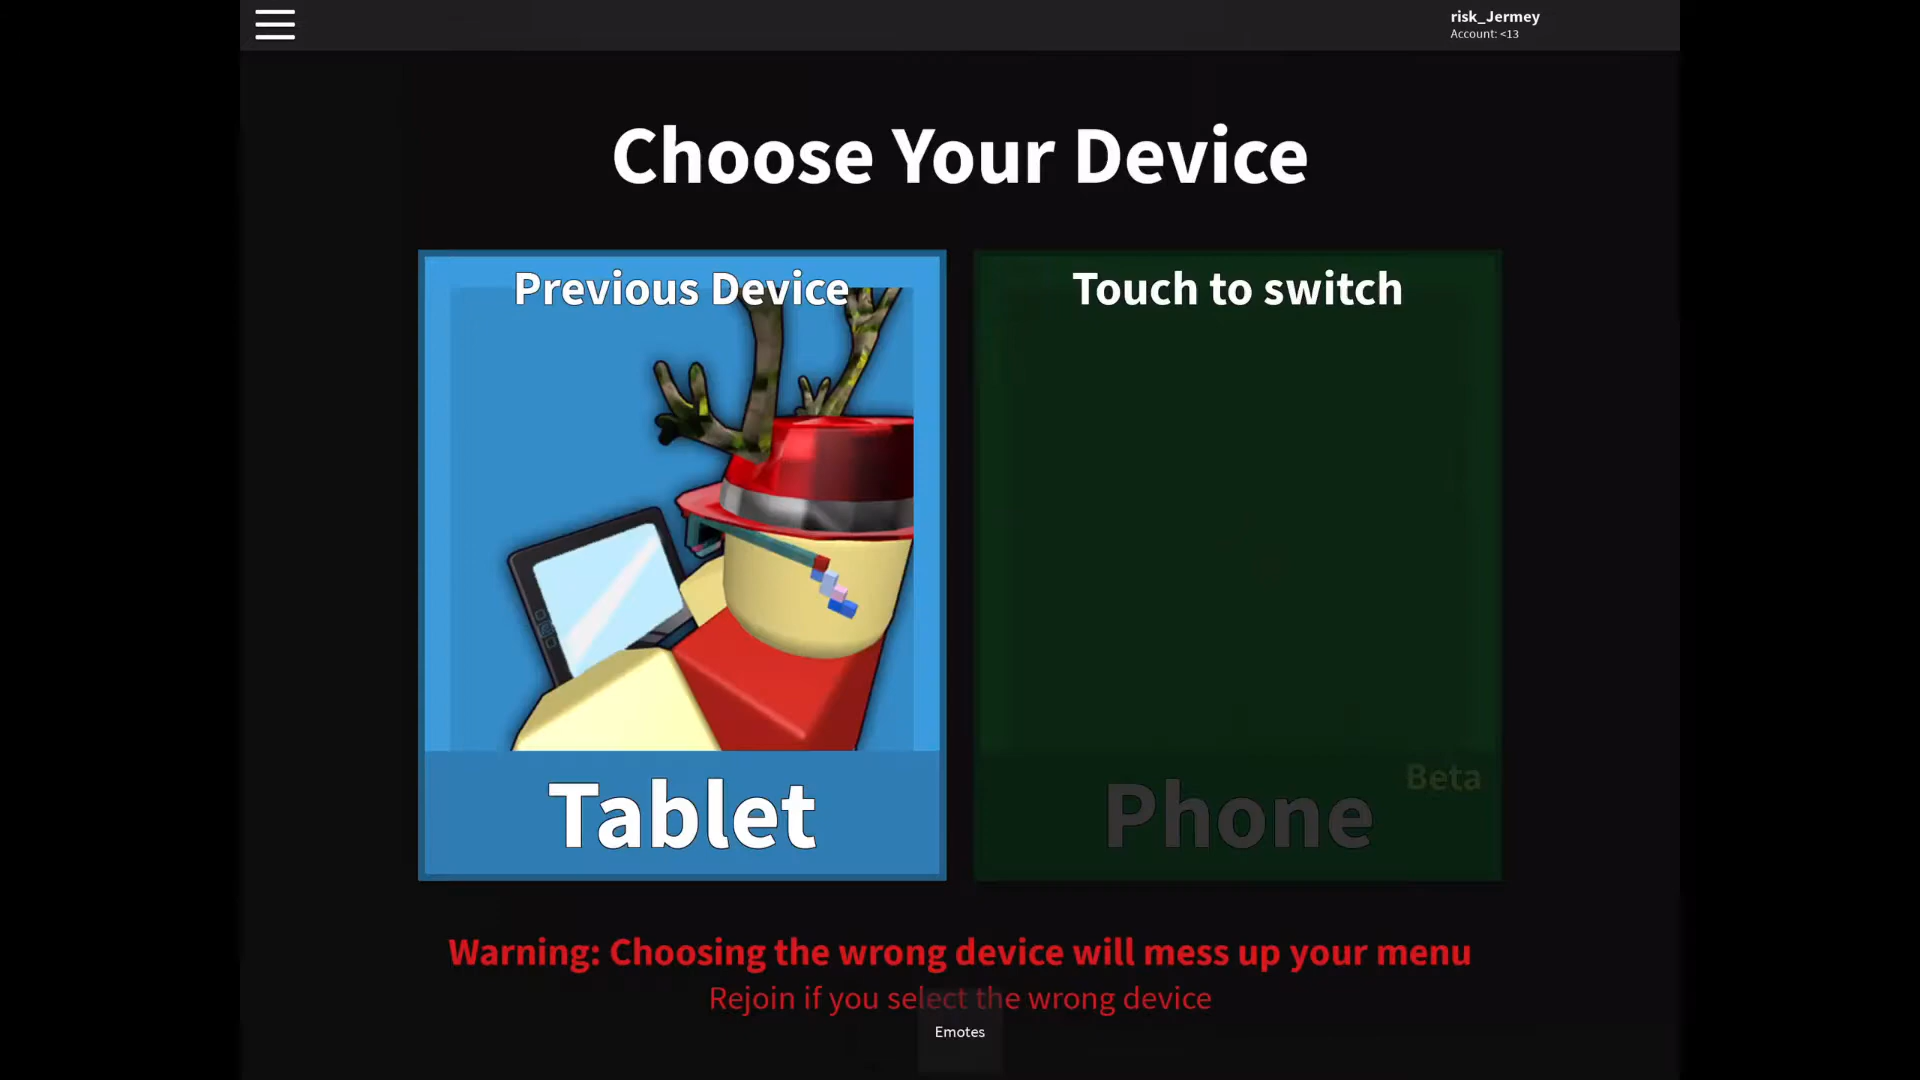 risk_Jermey
Account: <13
Choose Your Device
Previous Device
Touch to switch
Tablet
Beta
Phone
Warning: Choosing the wrong device will mess up your menu
Rejoin if you select the wrong device
Emotes